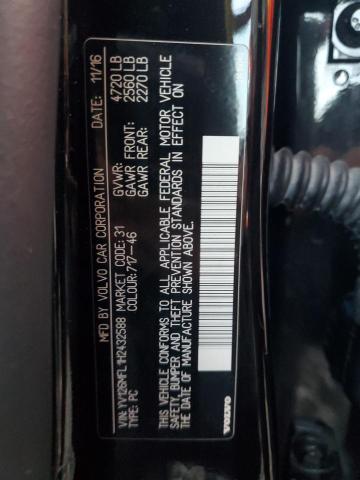 MFD BY VOLVO CAR CORPORATION DATE: 11/16
GVWR: 4720 LB
GAWR FRONT: 2560 LB
GAWR REAR: 2270 LB
VIN: YV126MFL1H2432588 MARKET CODE: 31
TYPE: PC COLOUR: 717-46
THIS VEHICLE CONFORMS TO ALL APPLICABLE FEDERAL MOTOR VEHICLE
SAFETY, BUMPER AND THEFT PREVENTION STANDARDS IN EFFECT ON
THE DATE OF MANUFACTURE SHOWN ABOVE
VOLVO